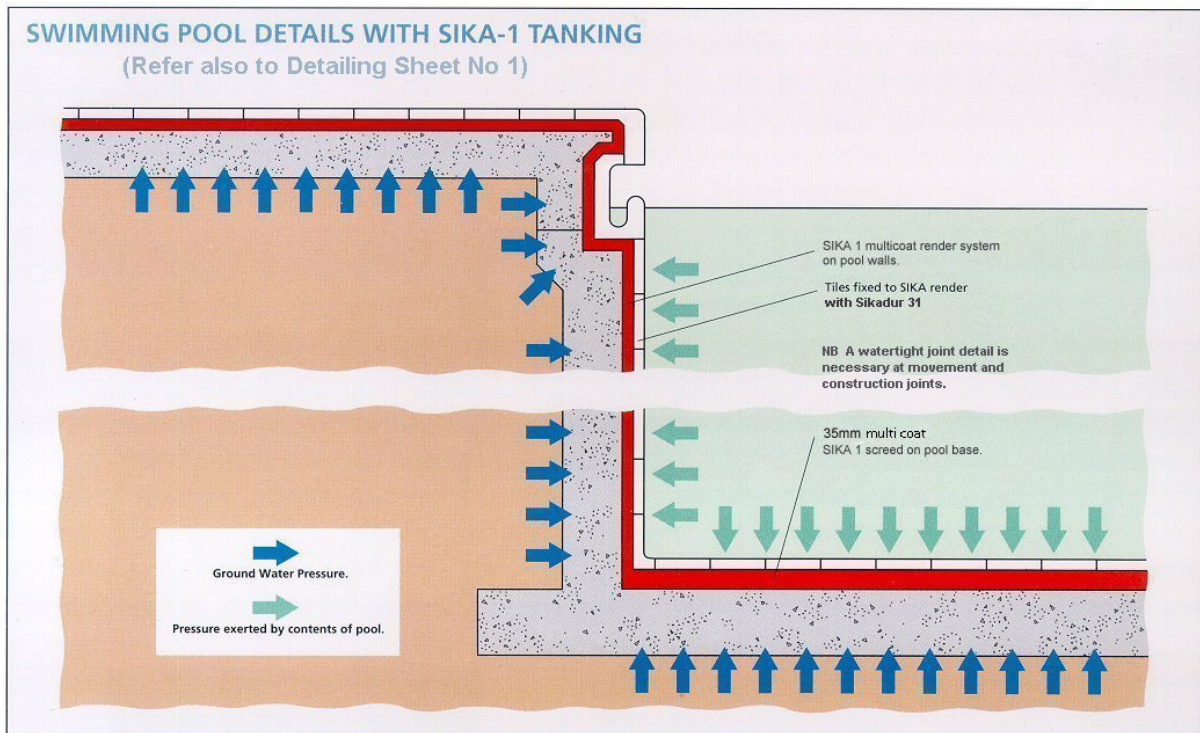 SWIMMING POOL DETAILS WITH SIKA-1 TANKING
(Refer also to Detailing Sheet No 1)
SIKA 1 multicoat render system
on pool walls.
Tiles fixed to SIKA render
with Sikadur 31
NB A watertight joint detail is
necessary at movement and
construction joints.
35mm multi coat
SIKA 1 screed on pool base.
Ground Water Pressure.
Pressure exerted by contents of pool.